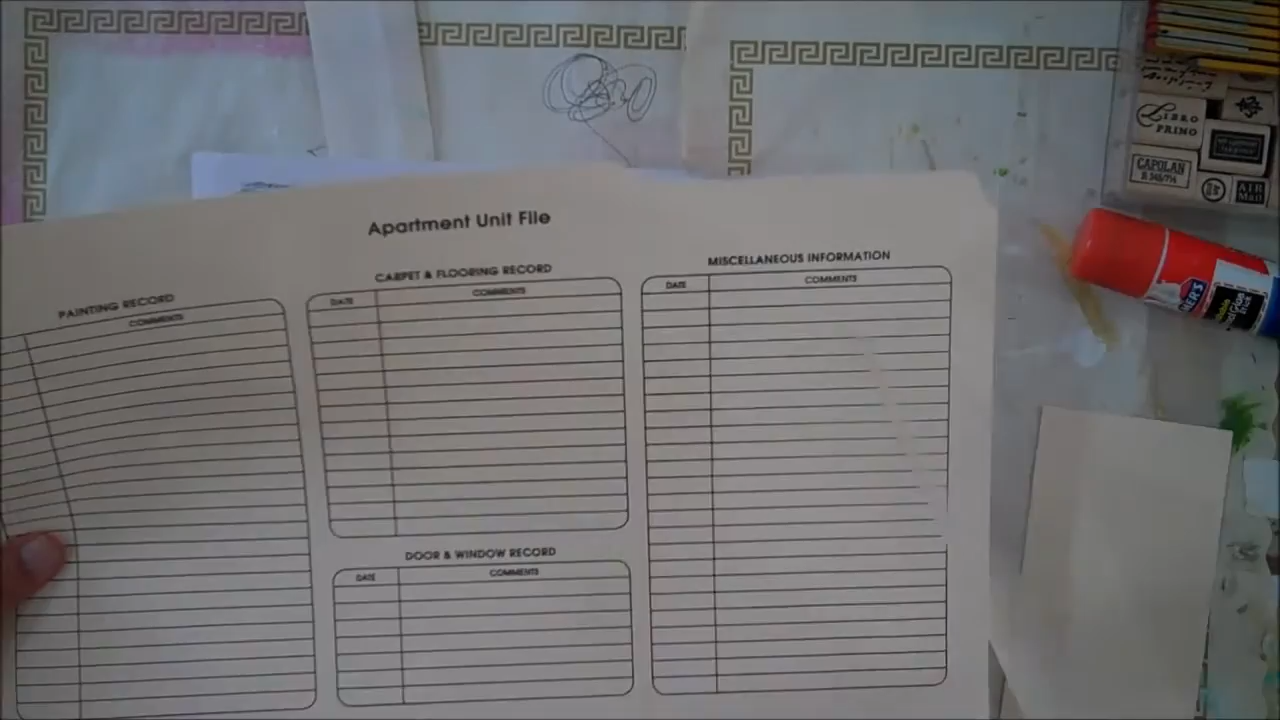 Apartment Unit File
PAINTING RECORD
COMMENTS
CARPET & FLOORING RECORD
DATE COMMENTS
DOOR & WINDOW RECORD
DATE COMMENTS
MISCELLANEOUS INFORMATION
DATE COMMENTS
LIBRO
PRIMO
CAPOLAN
AIR
MAIL